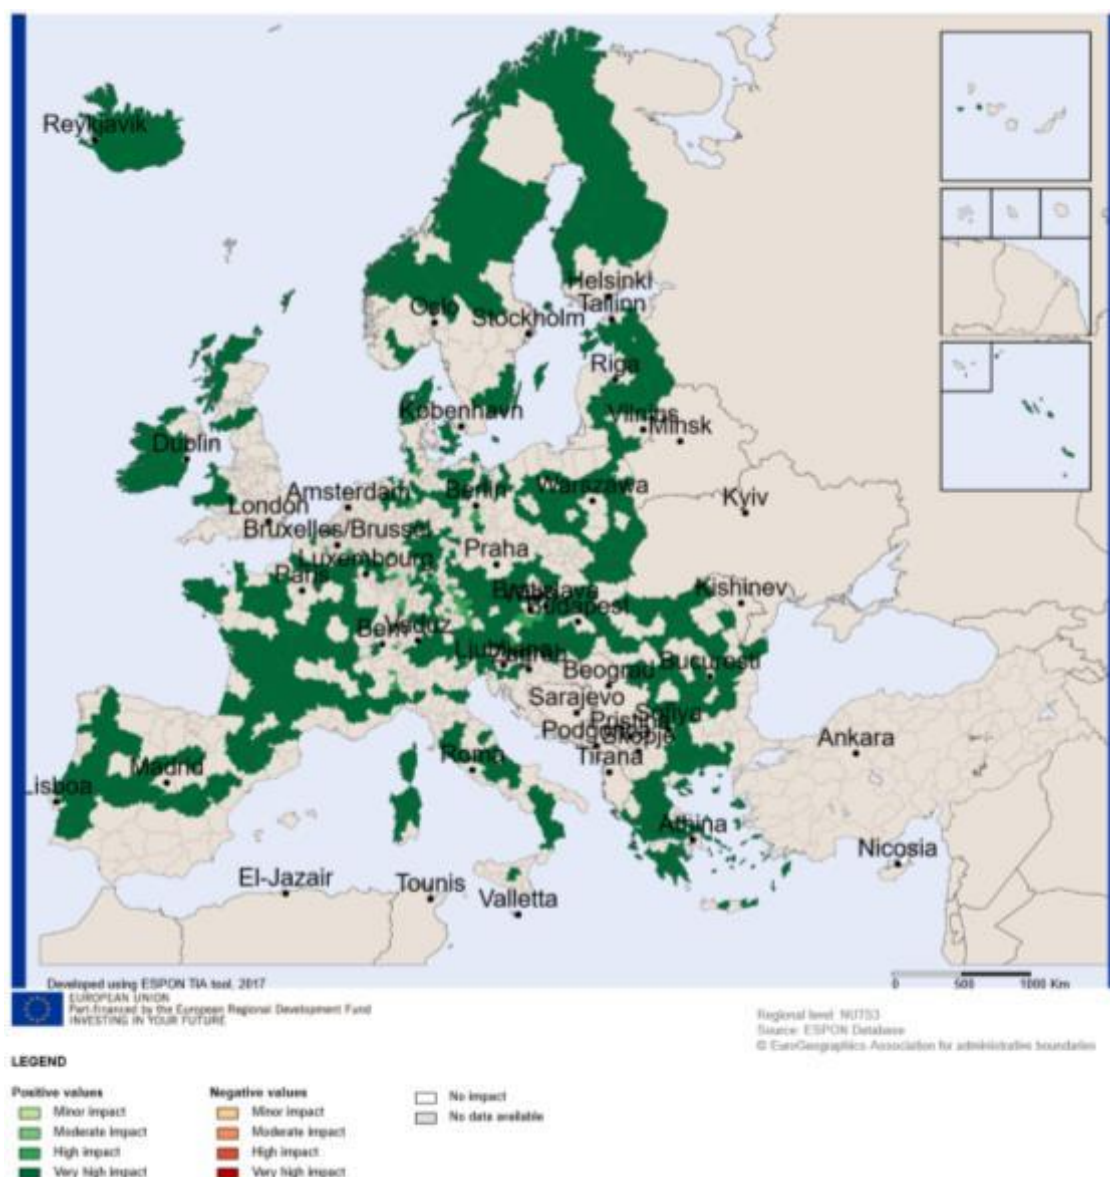 Reykjavik
Helsinki
Tallinn
Oslo
Stockholm
Riga
København
Vilnius
Minsk
Dublin
Amsterdam
Berlin
Warszawa
London
Kyiv
Bruxelles/Brussel
Luxembourg
Praha
Paris
Bratislava
Kishinev
Budapest
Bern
Vaduz
Ljubljana
Beograd
Bucuresti
Sarajevo
Podgorica
Skopje
Roma
Tirana
Ankara
Madrid
Lisboa
Athina
Nicosia
El-Jazair
Tounis
Valletta
Developed using ESPON TIA tool, 2017
0 500 1000 Km
EUROPEAN UNION
Part-financed by the European Regional Development Fund
INVESTING IN YOUR FUTURE
Regional level: NUTS3
Source: ESPON Database
© EuroGeographics Association for administrative boundaries
LEGEND
Positive values
Minor impact
Moderate impact
High impact
Very high impact
Negative values
Minor impact
Moderate impact
High impact
Very high impact
No impact
No data available